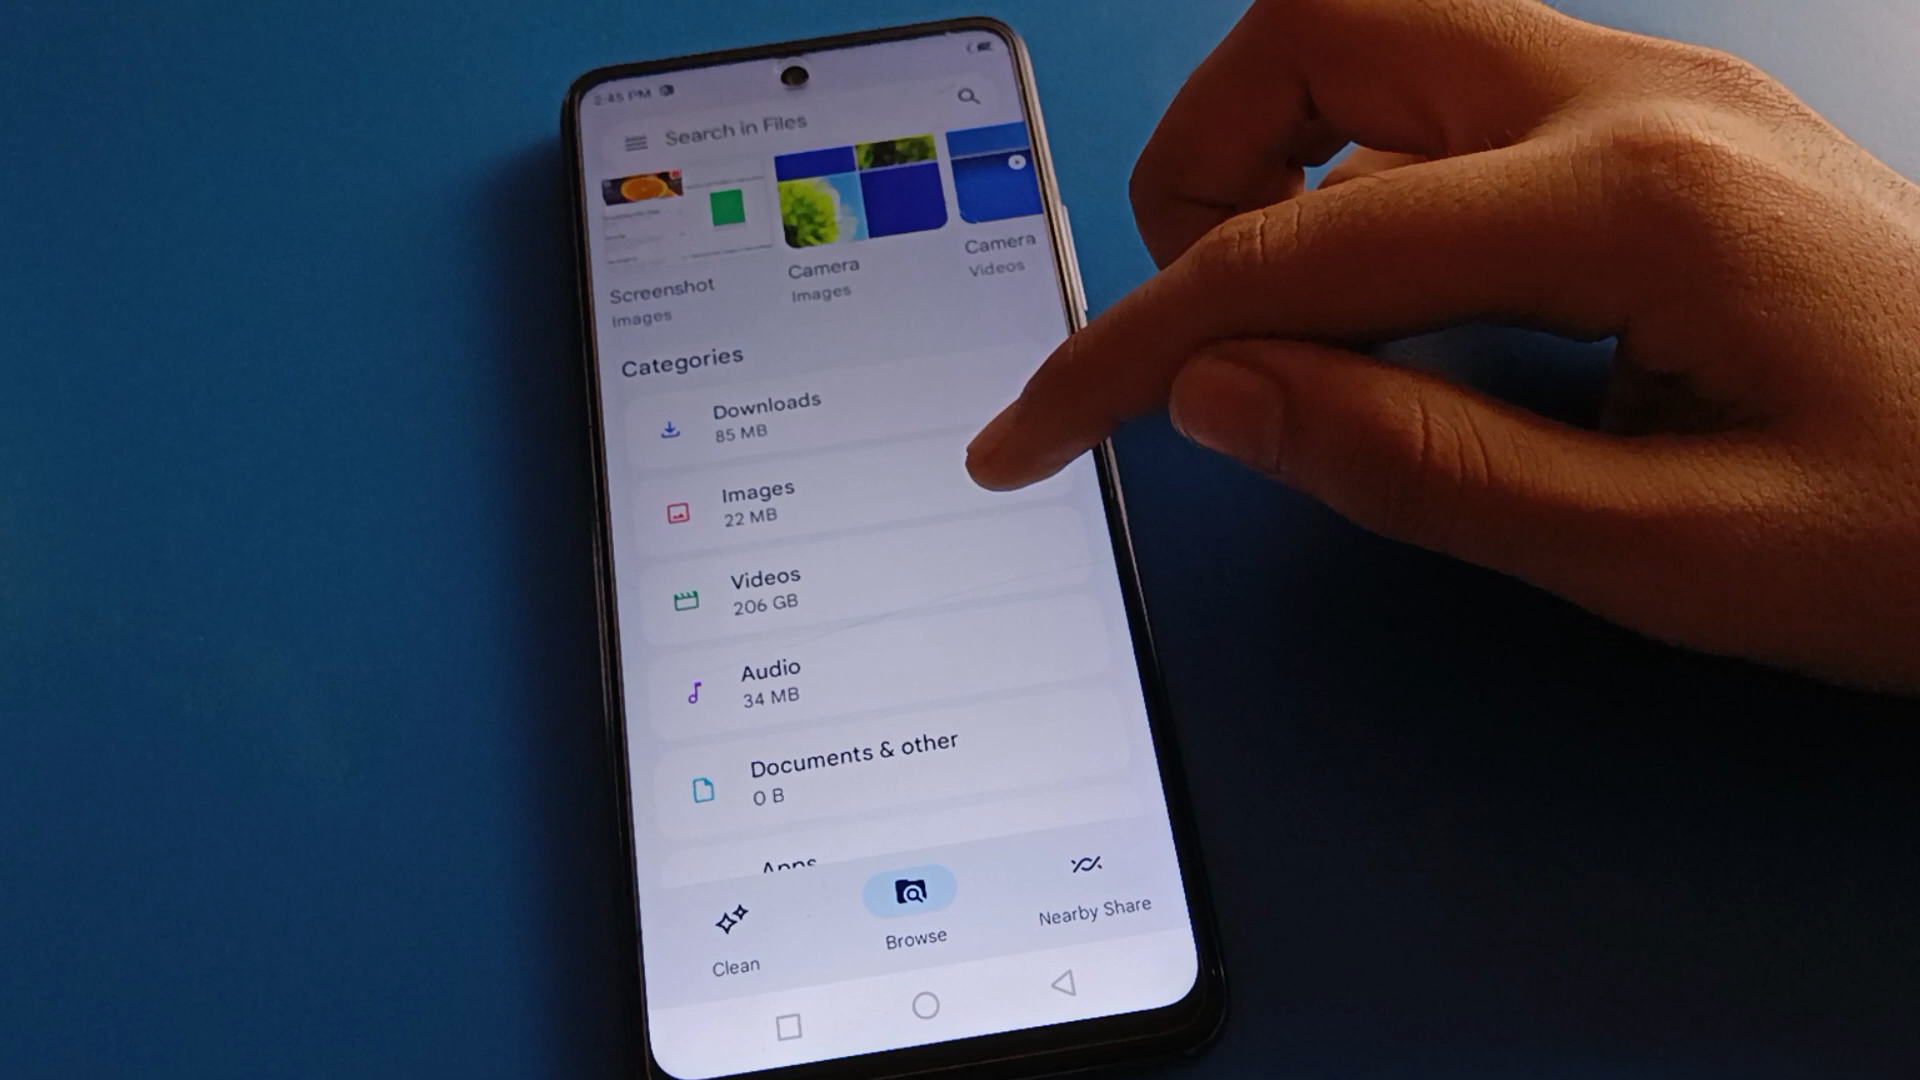 2:45 PM
Search in Files
Screenshot
Images
Camera
Images
Camera
Videos
Categories
Downloads
85 MB
Images
22 MB
Videos
206 GB
Audio
34 MB
Documents & other
0 B
Apps
Clean
Browse
Nearby Share